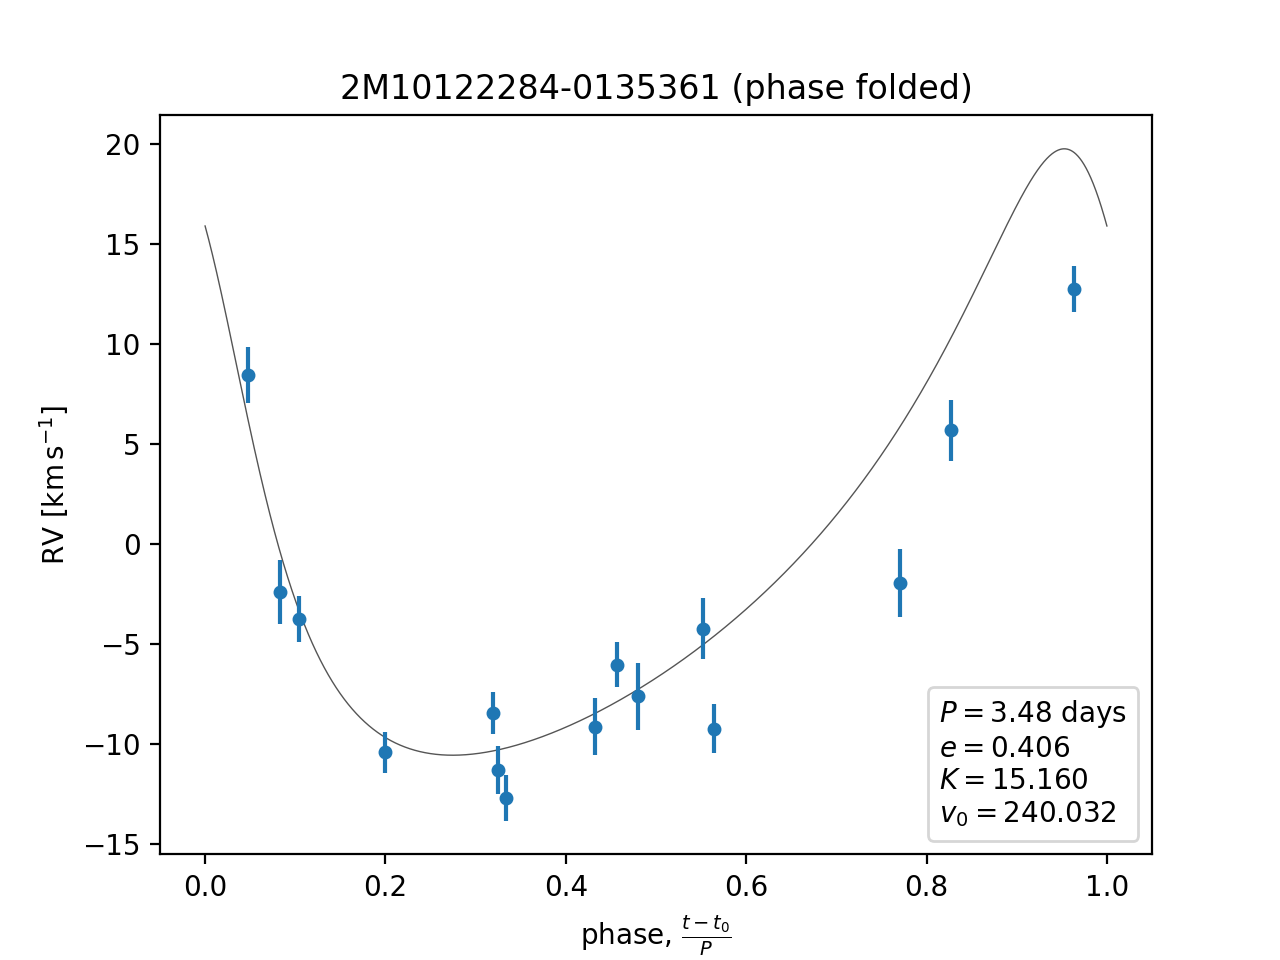 2M10122284-0135361 (phase folded)
20
15
10
5
0
−5
−10
−15
RV [km s⁻¹]
P = 3.48 days
e = 0.406
K = 15.160
v₀ = 240.032
0.0 0.2 0.4 0.6 0.8 1.0
phase, (t − t₀)/P